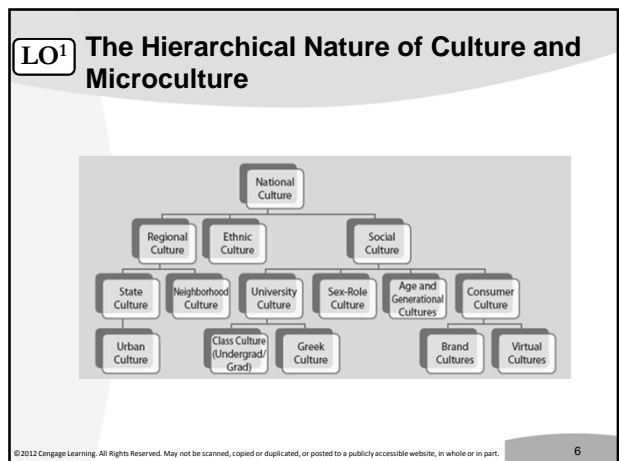 LO¹ The Hierarchical Nature of Culture and
Microculture
National
Culture
Regional
Culture
Ethnic
Culture
Social
Culture
State
Culture
Neighborhood
Culture
University
Culture
Sex-Role
Culture
Age and
Generational
Cultures
Consumer
Culture
Urban
Culture
Class Culture
(Undergrad/
Grad)
Greek
Culture
Brand
Cultures
Virtual
Cultures
©2012 Cengage Learning. All Rights Reserved. May not be scanned, copied or duplicated, or posted to a publicly accessible website, in whole or in part.
6